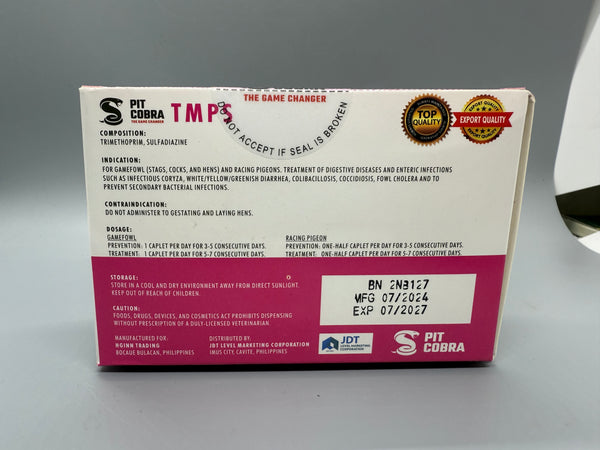 PIT
COBRA
THE GAME CHANGER
TMPS
THE GAME CHANGER
DO NOT ACCEPT IF SEAL IS BROKEN
TOP
QUALITY
EXPORT QUALITY
EXPORT QUALITY
COMPOSITION:
TRIMETHOPRIM, SULFADIAZINE
INDICATION:
FOR GAMEFOWL (STAGS, COCKS, AND HENS) AND RACING PIGEONS, TREATMENT OF DIGESTIVE DISEASES AND ENTERIC INFECTIONS
SUCH AS INFECTIOUS CORYZA, WHITE/YELLOW/GREENISH DIARRHEA, COLIBACILLOSIS, COCCIDIOSIS, FOWL CHOLERA AND TO
PREVENT SECONDARY BACTERIAL INFECTIONS.
CONTRAINDICATION:
DO NOT ADMINISTER TO GESTATING AND LAYING HENS.
DOSAGE:
GAMEFOWL
PREVENTION: 1 CAPLET PER DAY FOR 3-5 CONSECUTIVE DAYS.
TREATMENT: 1 CAPLET PER DAY FOR 5-7 CONSECUTIVE DAYS.
RACING PIGEON
PREVENTION: ONE-HALF CAPLET PER DAY FOR 3-5 CONSECUTIVE DAYS.
TREATMENT: ONE-HALF CAPLET PER DAY FOR 5-7 CONSECUTIVE DAYS.
STORAGE:
STORE IN A COOL AND DRY ENVIRONMENT AWAY FROM DIRECT SUNLIGHT.
KEEP OUT OF REACH OF CHILDREN.
CAUTION:
FOODS, DRUGS, DEVICES, AND COSMETICS ACT PROHIBITS DISPENSING
WITHOUT PRESCRIPTION OF A DULY-LICENSED VETERINARIAN.
BN 2N3127
MFG 07/2024
EXP 07/2027
MANUFACTURED FOR:
HGINN TRADING
BOCAUE BULACAN, PHILIPPINES
DISTRIBUTED BY:
JDT LEVEL MARKETING CORPORATION
IMUS CITY, CAVITE, PHILIPPINES
JDT
LEVEL MARKETING
CORPORATION
PIT
COBRA